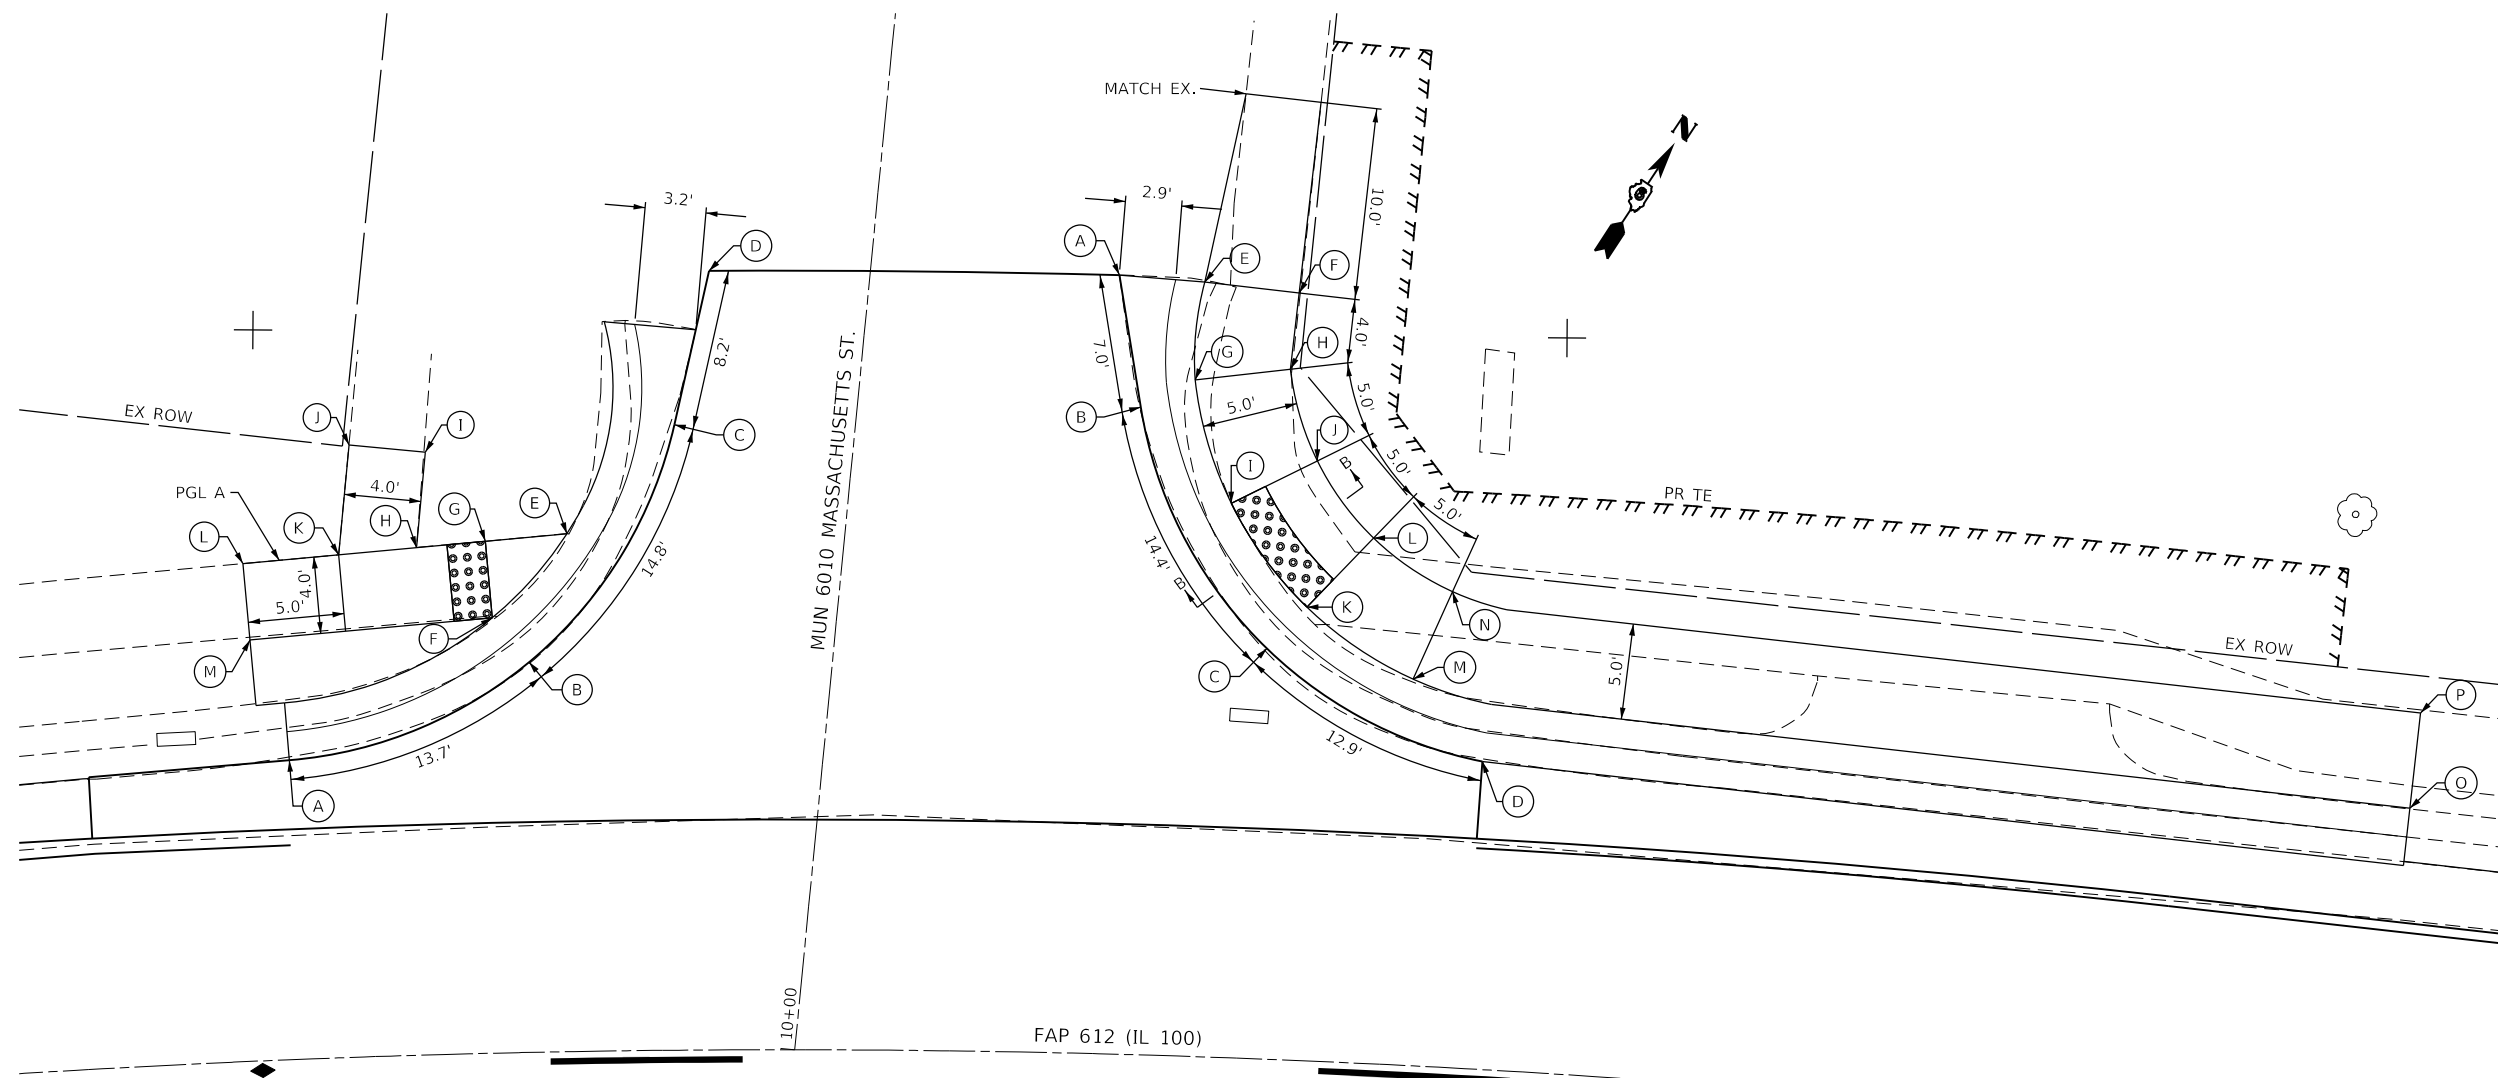 MATCH EX.
N
3.2'
2.9'
10.0'
D
A
E
F
8.2'
7.0'
4.0'
G
H
MUN 6010 MASSACHUSETTS ST.
EX ROW
J
I
B
C
5.0'
5.0'
J
PGL A
4.0'
L
K
H
G
E
I
B
5.0'
PR TE
5.0'
L
14.8'
14.4'
B
4.0'
5.0'
F
M
K
N
EX ROW
M
5.0'
B
C
P
13.7'
12.9'
A
D
O
10+00
FAP 612 (IL 100)